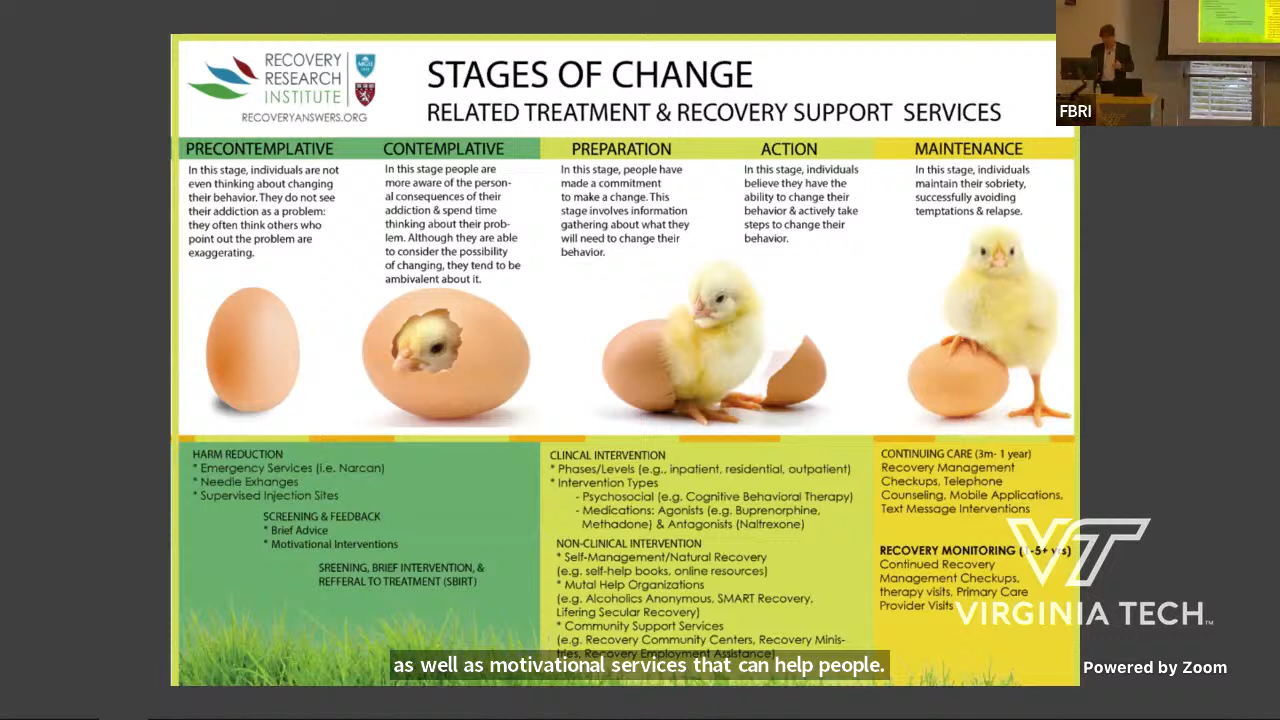 RECOVERY
RESEARCH
INSTITUTE
RECOVERYANSWERS.ORG
STAGES OF CHANGE
RELATED TREATMENT & RECOVERY SUPPORT SERVICES
FBRI
PRECONTEMPLATIVE
In this stage, individuals are not
even thinking about changing
their behavior. They do not see
their addiction as a problem:
they often think others who
point out the problem are
exaggerating.
CONTEMPLATIVE
In this stage people are
more aware of the person-
al consequences of their
addiction & spend time
thinking about their prob-
lem. Although they are able
to consider the possibility
of changing, they tend to be
ambivalent about it.
PREPARATION
In this stage, people have
made a commitment
to make a change. This
stage involves information
gathering about what they
will need to change their
behavior.
ACTION
In this stage, individuals
believe they have the
ability to change their
behavior & actively take
steps to change their
behavior.
MAINTENANCE
In this stage, individuals
maintain their sobriety,
successfully avoiding
temptations & relapse.
HARM REDUCTION
* Emergency Services (i.e. Narcan)
* Needle Exhanges
* Supervised Injection Sites
SCREENING & FEEDBACK
* Brief Advice
* Motivational Interventions
SREENING, BRIEF INTERVENTION, &
REFFERAL TO TREATMENT (SBIRT)
CLINCAL INTERVENTION
* Phases/Levels (e.g., inpatient, residential, outpatient)
* Intervention Types
- Psychosocial (e.g. Cognitive Behavioral Therapy)
- Medications: Agonists (e.g. Buprenorphine,
Methadone) & Antagonists (Naltrexone)
NON-CLINICAL INTERVENTION
* Self-Management/Natural Recovery
(e.g. self-help books, online resources)
* Mutal Help Organizations
(e.g. Alcoholics Anonymous, SMART Recovery,
Lifering Secular Recovery)
* Community Support Services
(e.g. Recovery Community Centers, Recovery Minis-
tries, Recovery Employment Assistance)
CONTINUING CARE (3m- 1 year)
Recovery Management
Checkups, Telephone
Counseling, Mobile Applications,
Text Message Interventions
RECOVERY MONITORING (1-5+ yrs)
Continued Recovery
Management Checkups,
therapy visits, Primary Care
Provider Visits
VT
VIRGINIA TECH™
as well as motivational services that can help people.
Powered by Zoom